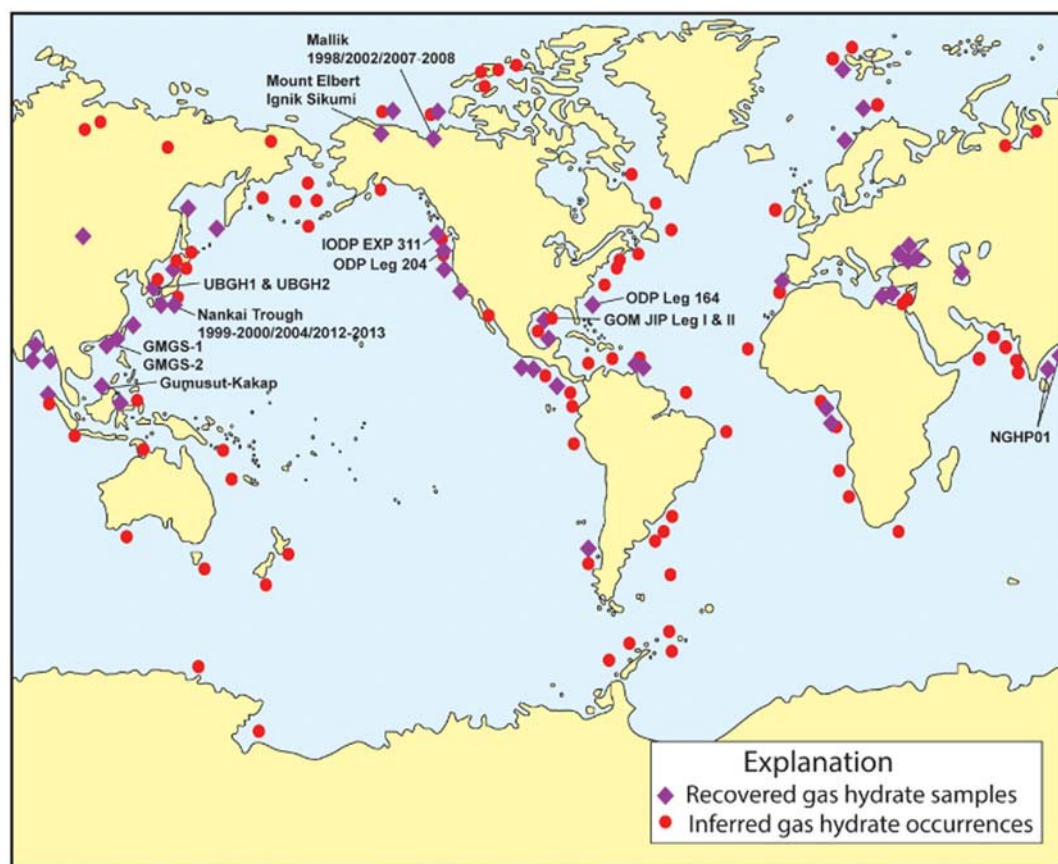 Mallik
1998/2002/2007-2008
Mount Elbert
Ignik Sikumi
IODP EXP 311
ODP Leg 204
UBGH1 & UBGH2
ODP Leg 164
Nankai Trough
1999-2000/2004/2012-2013
GOM JIP Leg I & II
GMGS-1
GMGS-2
Gumusut-Kakap
NGHP01
Explanation
Recovered gas hydrate samples
Inferred gas hydrate occurrences